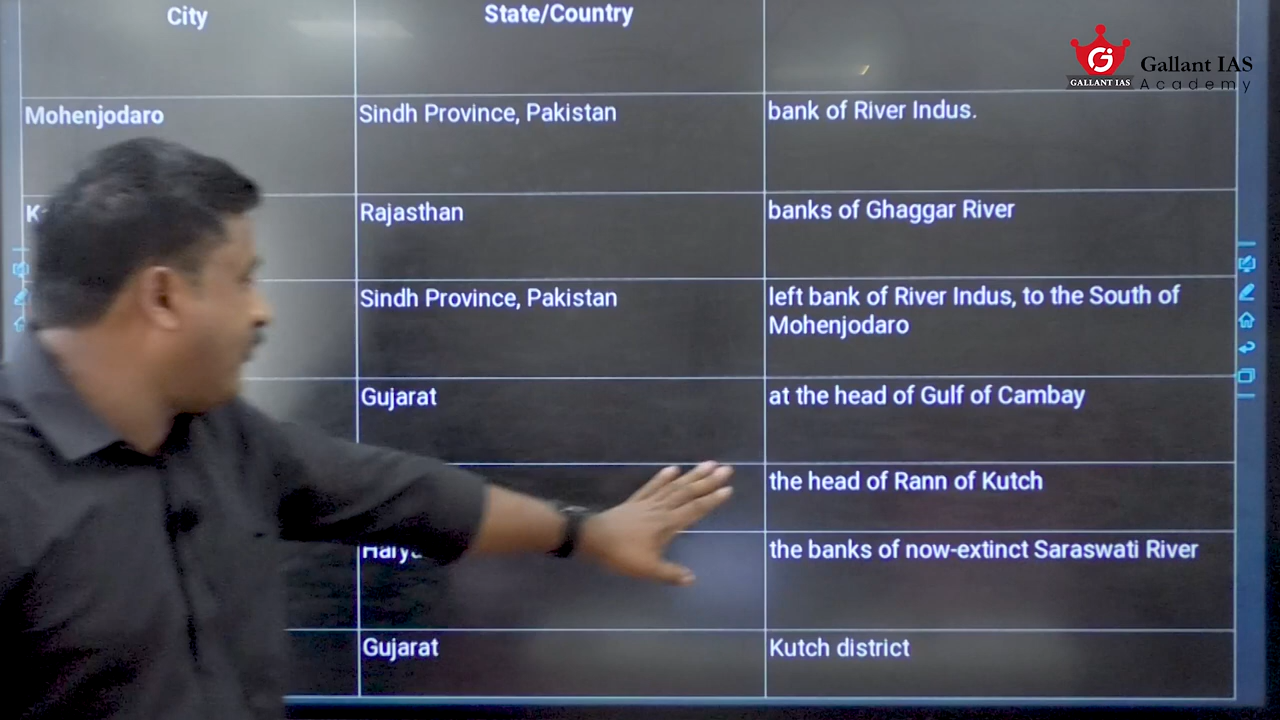 City
State/Country
Gallant IAS
Academy
GALLANT IAS
Mohenjodaro
Sindh Province, Pakistan
bank of River Indus.
Rajasthan
banks of Ghaggar River
Sindh Province, Pakistan
left bank of River Indus, to the South of
Mohenjodaro
Gujarat
at the head of Gulf of Cambay
the head of Rann of Kutch
the banks of now-extinct Saraswati River
Gujarat
Kutch district